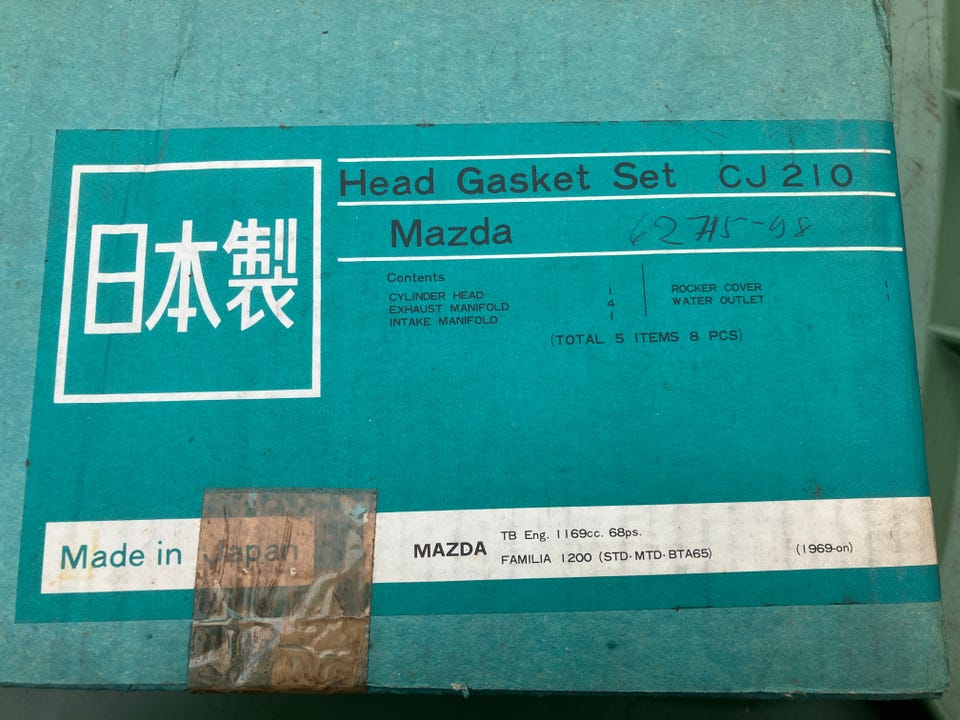 日本製
Head Gasket Set CJ210
Mazda
Contents
CYLINDER HEAD 1
EXHAUST MANIFOLD 4
INTAKE MANIFOLD 1
ROCKER COVER 1
WATER OUTLET 1
(TOTAL 5 ITEMS 8 PCS)
Made in Japan
MAZDA
TB Eng. 1169cc. 68ps.
FAMILIA 1200 (STD·MTD·BTA65) (1969-on)